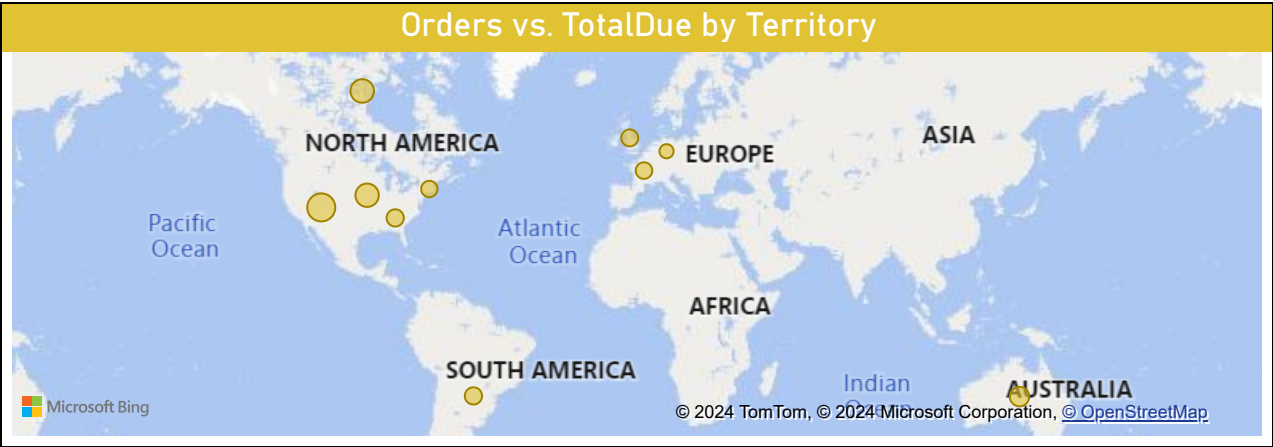 Orders vs. TotalDue by Territory
NORTH AMERICA
ASIA
EUROPE
Pacific
Ocean
Atlantic
Ocean
AFRICA
SOUTH AMERICA
Indian
Ocean
AUSTRALIA
Microsoft Bing
© 2024 TomTom, © 2024 Microsoft Corporation, © OpenStreetMap